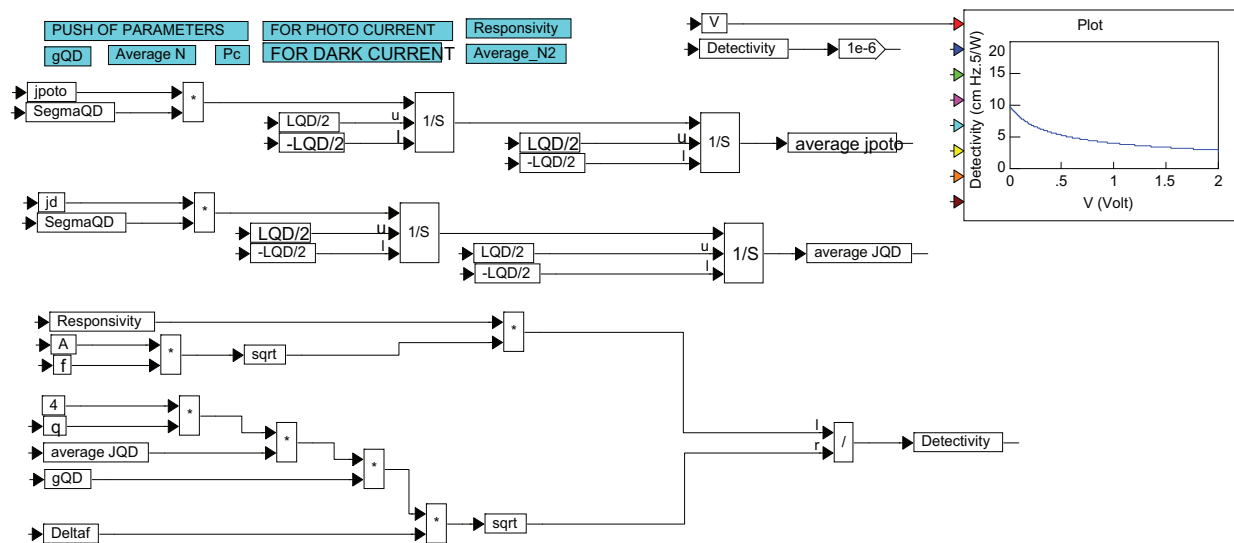 PUSH OF PARAMETERS
FOR PHOTO CURRENT
Responsivity
gQD
Average N
Pc
FOR DARK CURRENT
Average_N2
V
Detectivity
1e-6
Plot
Detectivity (cm Hz.5/W)
20
15
10
5
0
0
.5
1
1.5
2
V (Volt)
jpoto
SegmaQD
*
LQD/2
-LQD/2
u
l
1/S
LQD/2
-LQD/2
u
l
1/S
average jpoto
jd
SegmaQD
*
LQD/2
-LQD/2
u
l
1/S
LQD/2
-LQD/2
u
l
1/S
average JQD
Responsivity
A
f
*
sqrt
*
4
q
*
average JQD
*
gQD
*
Deltaf
*
sqrt
l
r
/
Detectivity